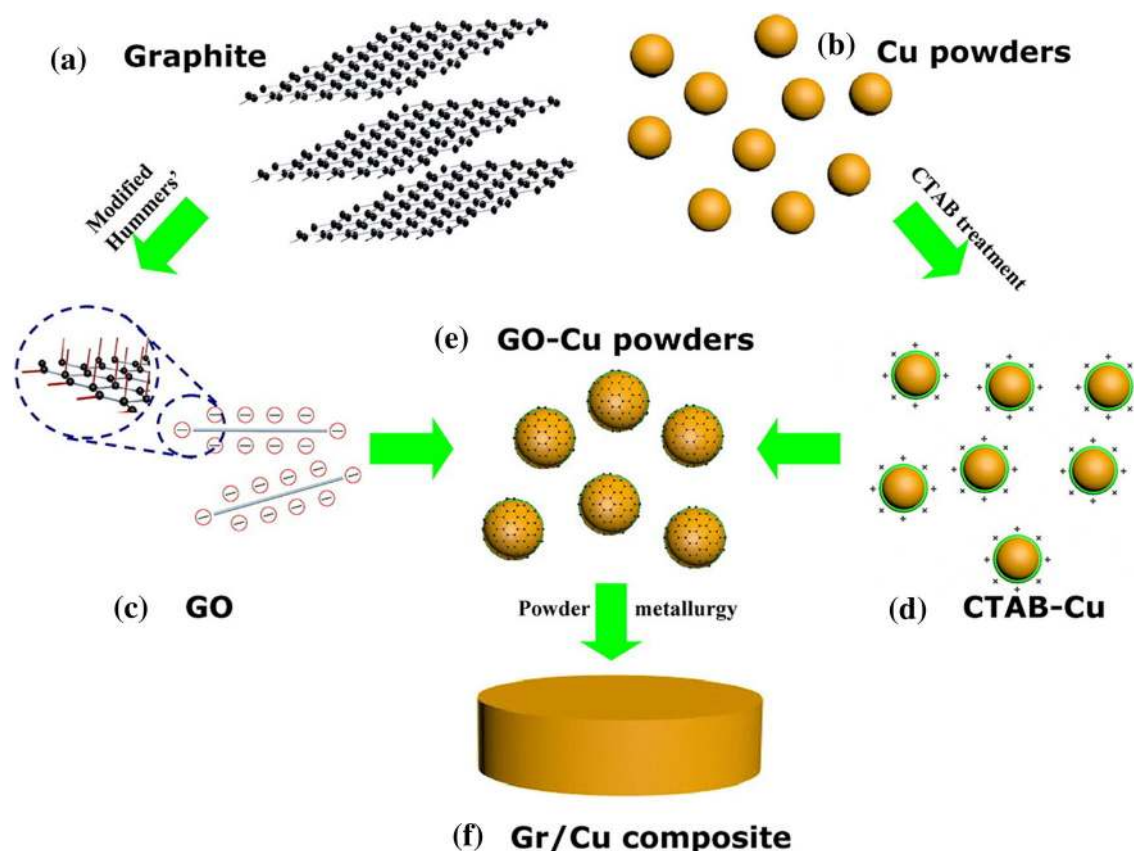 (a) Graphite
(b) Cu powders
Modified
Hummers'
CTAB treatment
(e) GO-Cu powders
(c) GO
(d) CTAB-Cu
Powder metallurgy
(f) Gr/Cu composite